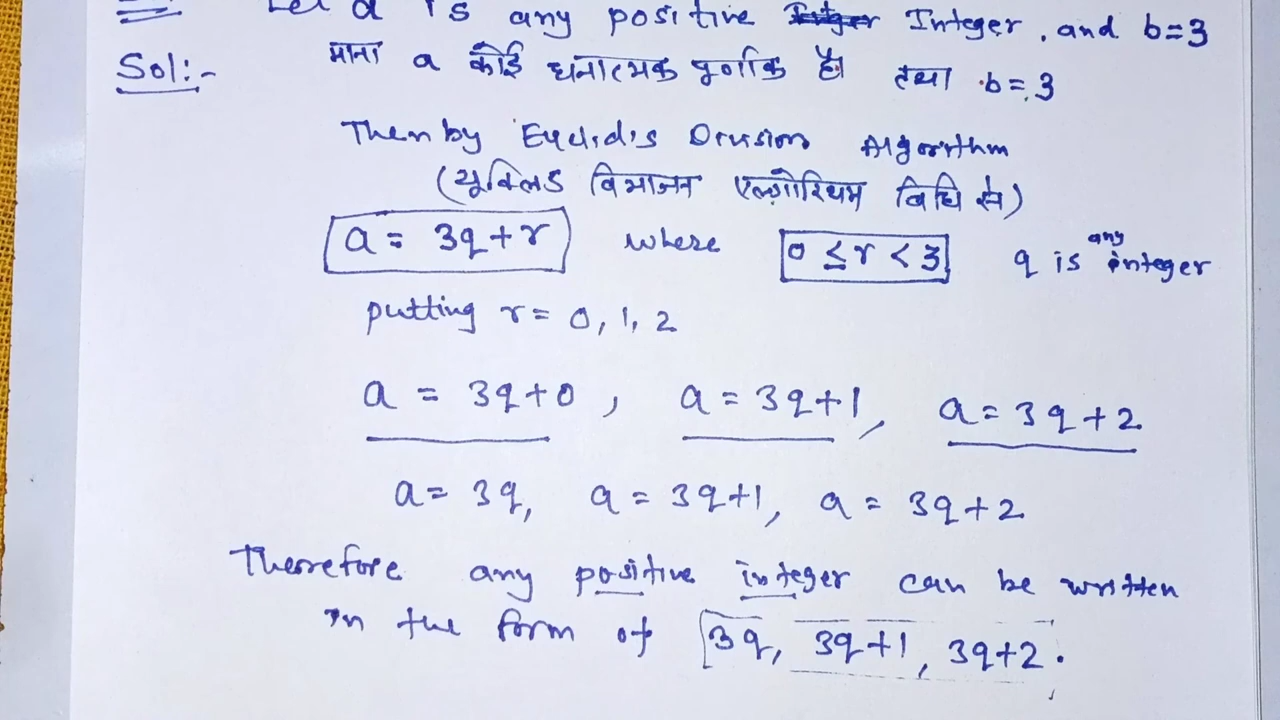 Let a is any positive Integer, and b=3
Sol:- माना a कोई धनात्मक पूर्णांक है। तथा b=3
Then by Euclid's Division Algorithm
(यूक्लिड विभाजन एल्गोरिथम विधि से)
a = 3q+r where 0 ≤ r < 3 q is any integer
putting r = 0, 1, 2
a = 3q+0, a = 3q+1, a = 3q+2
a = 3q, a = 3q+1, a = 3q+2
Therefore any positive integer can be written
in the form of 3q, 3q+1, 3q+2.